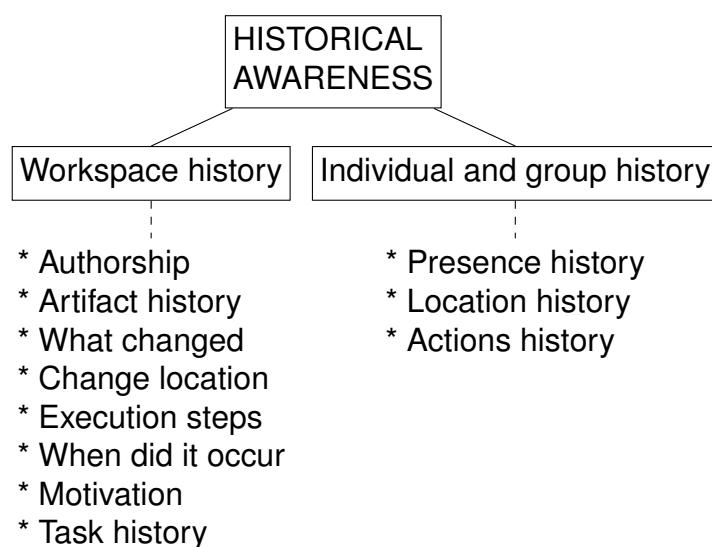 HISTORICAL
AWARENESS
Workspace history
Individual and group history
* Authorship
* Artifact history
* What changed
* Change location
* Execution steps
* When did it occur
* Motivation
* Task history
* Presence history
* Location history
* Actions history